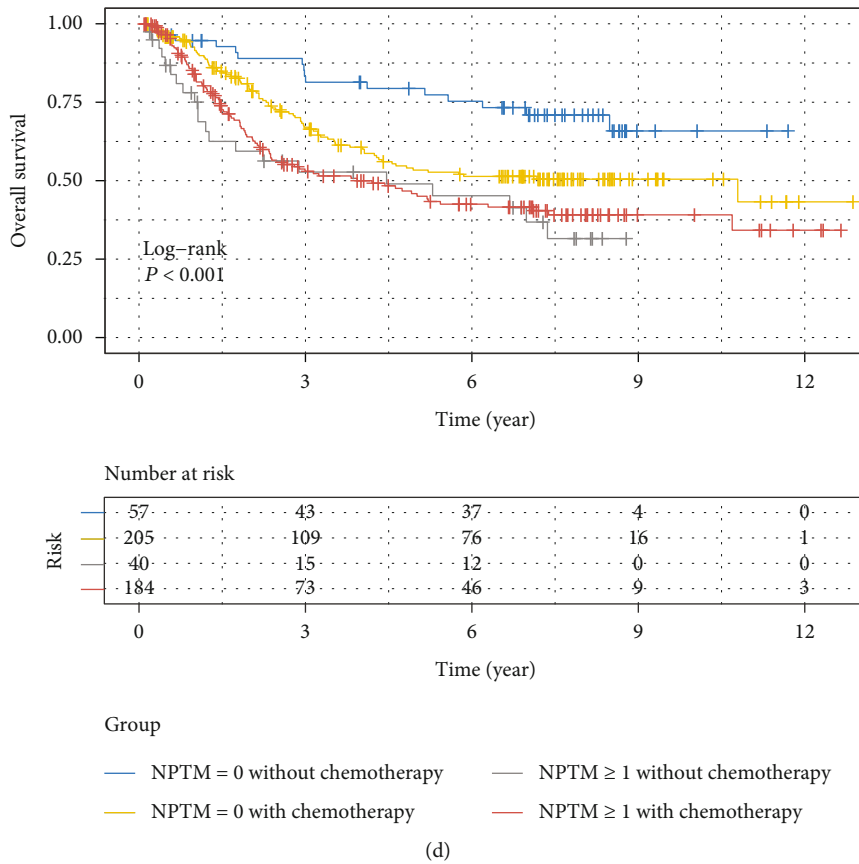 1.00
0.75
0.50
0.25
0.00
Overall survival
Log−rank
P < 0.001
0 3 6 9 12
Time (year)
Number at risk
57 43 37 4 0
205 109 76 16 1
40 15 12 0 0
184 73 46 9 3
Risk
0 3 6 9 12
Time (year)
Group
NPTM = 0 without chemotherapy NPTM ≥ 1 without chemotherapy
NPTM = 0 with chemotherapy NPTM ≥ 1 with chemotherapy
(d)